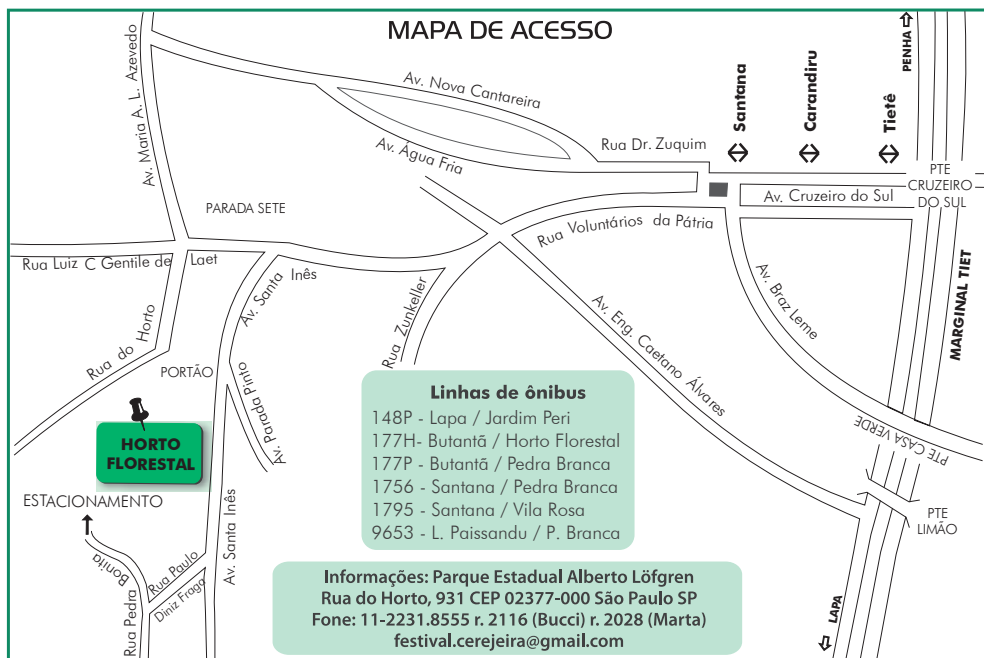 MAPA DE ACESSO
PENHA
Av. Maria A. L. Azevedo
Av. Nova Cantareira
Santana
Carandiru
Tietê
Rua Dr. Zuquim
Av. Água Fria
PTE
CRUZEIRO
DO SUL
Av. Cruzeiro do Sul
PARADA SETE
Rua Voluntários da Pátria
Rua Luiz C Gentile de Laet
Av. Santa Inês
Av. Braz Leme
MARGINAL TIET
Rua Zunkeller
Av. Eng. Caetano Álvares
Rua do Horto
PORTÃO
Av. Parada Pinto
HORTO
FLORESTAL
PTE CASA VERDE
Linhas de ônibus
148P - Lapa / Jardim Peri
177H- Butantã / Horto Florestal
177P - Butantã / Pedra Branca
1756 - Santana / Pedra Branca
1795 - Santana / Vila Rosa
9653 - L. Paissandu / P. Branca
ESTACIONAMENTO
PTE
LIMÃO
Av. Santa Inês
Bonita
Rua Paulo
Diniz Fraga
Rua Pedra
LAPA
Informações: Parque Estadual Alberto Löfgren
Rua do Horto, 931 CEP 02377-000 São Paulo SP
Fone: 11-2231.8555 r. 2116 (Bucci) r. 2028 (Marta)
festival.cerejeira@gmail.com